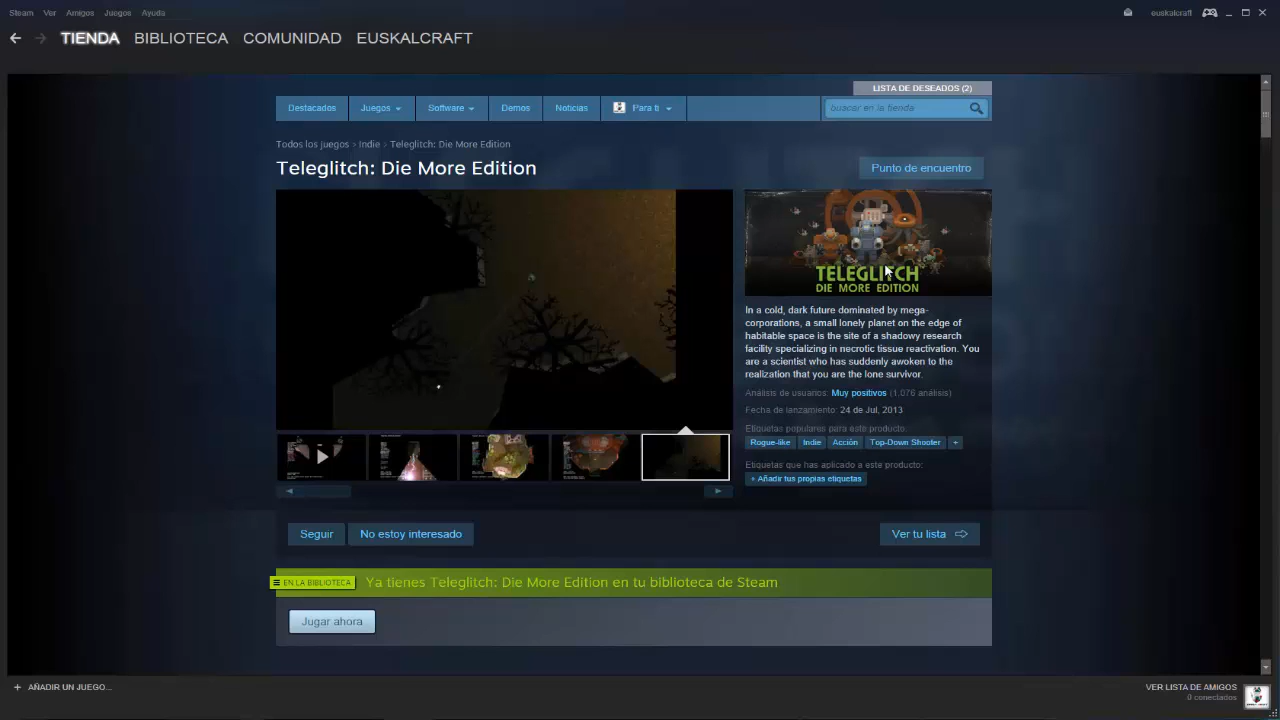 Steam Ver Amigos Juegos Ayuda
euskalcraft
TIENDA BIBLIOTECA COMUNIDAD EUSKALCRAFT
LISTA DE DESEADOS (2)
Destacados Juegos Software Demos Noticias Para ti buscar en la tienda
Todos los juegos > Indie > Teleglitch: Die More Edition
Teleglitch: Die More Edition
Punto de encuentro
TELEGLITCH
DIE MORE EDITION
In a cold, dark future dominated by mega-
corporations, a small lonely planet on the edge of
habitable space is the site of a shadowy research
facility specializing in necrotic tissue reactivation. You
are a scientist who has suddenly awoken to the
realization that you are the lone survivor.
Análisis de usuarios: Muy positivos (1.076 análisis)
Fecha de lanzamiento: 24 de Jul, 2013
Etiquetas populares para este producto:
Rogue-like Indie Acción Top-Down Shooter +
Etiquetas que has aplicado a este producto:
+ Añadir tus propias etiquetas
Seguir No estoy interesado Ver tu lista
EN LA BIBLIOTECA Ya tienes Teleglitch: Die More Edition en tu biblioteca de Steam
Jugar ahora
+ AÑADIR UN JUEGO...
VER LISTA DE AMIGOS
0 conectados